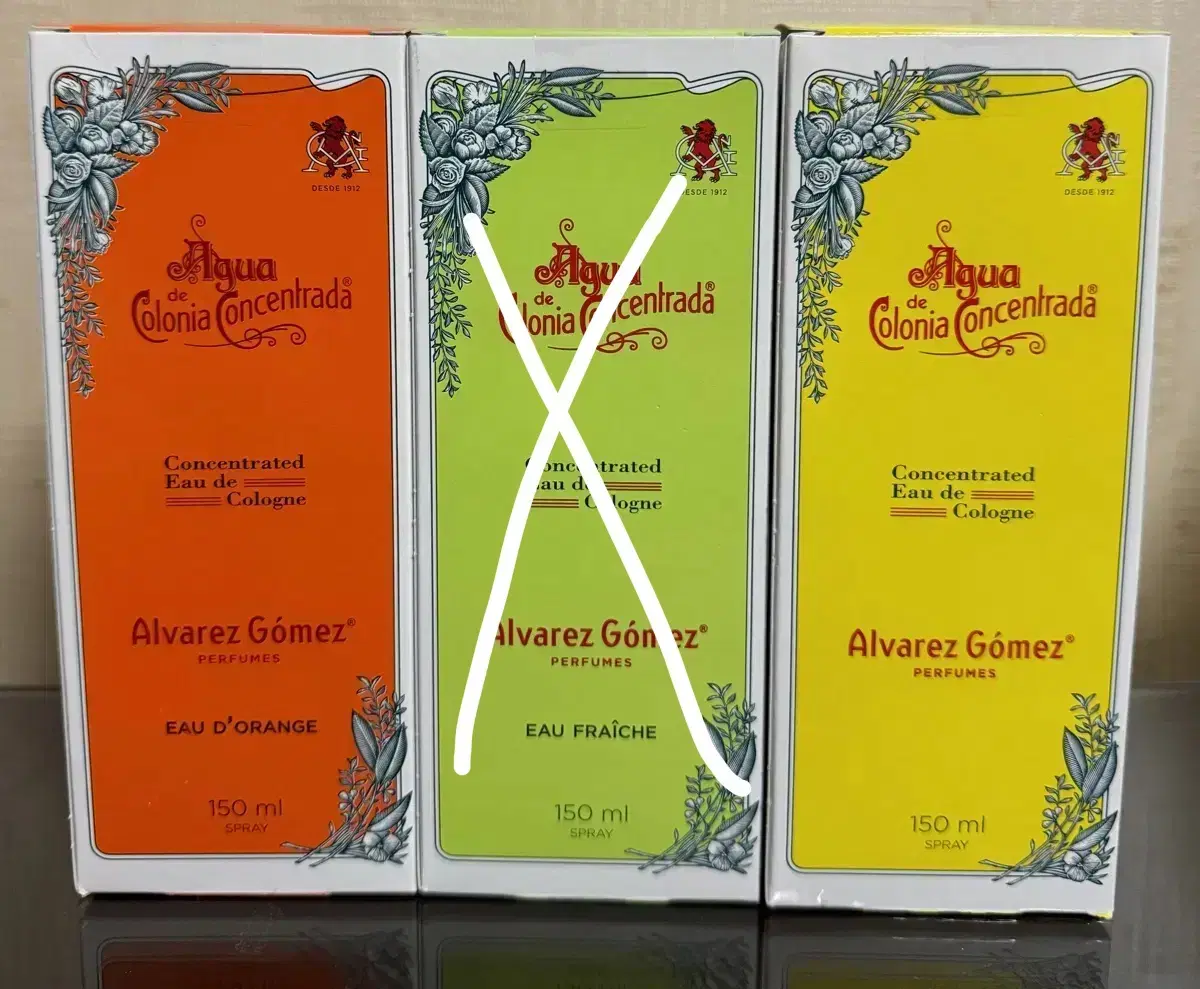 DESDE 1912
Agua
de
Colonia Concentrada®
Concentrated
Eau de
Cologne
Alvarez Gómez®
PERFUMES
EAU D'ORANGE
150 ml
SPRAY
DESDE 1912
Agua
de
Colonia Concentrada®
Concentrated
Eau de
Cologne
Alvarez Gómez®
PERFUMES
EAU FRAÎCHE
150 ml
SPRAY
DESDE 1912
Agua
de
Colonia Concentrada®
Concentrated
Eau de
Cologne
Alvarez Gómez®
PERFUMES
150 ml
SPRAY